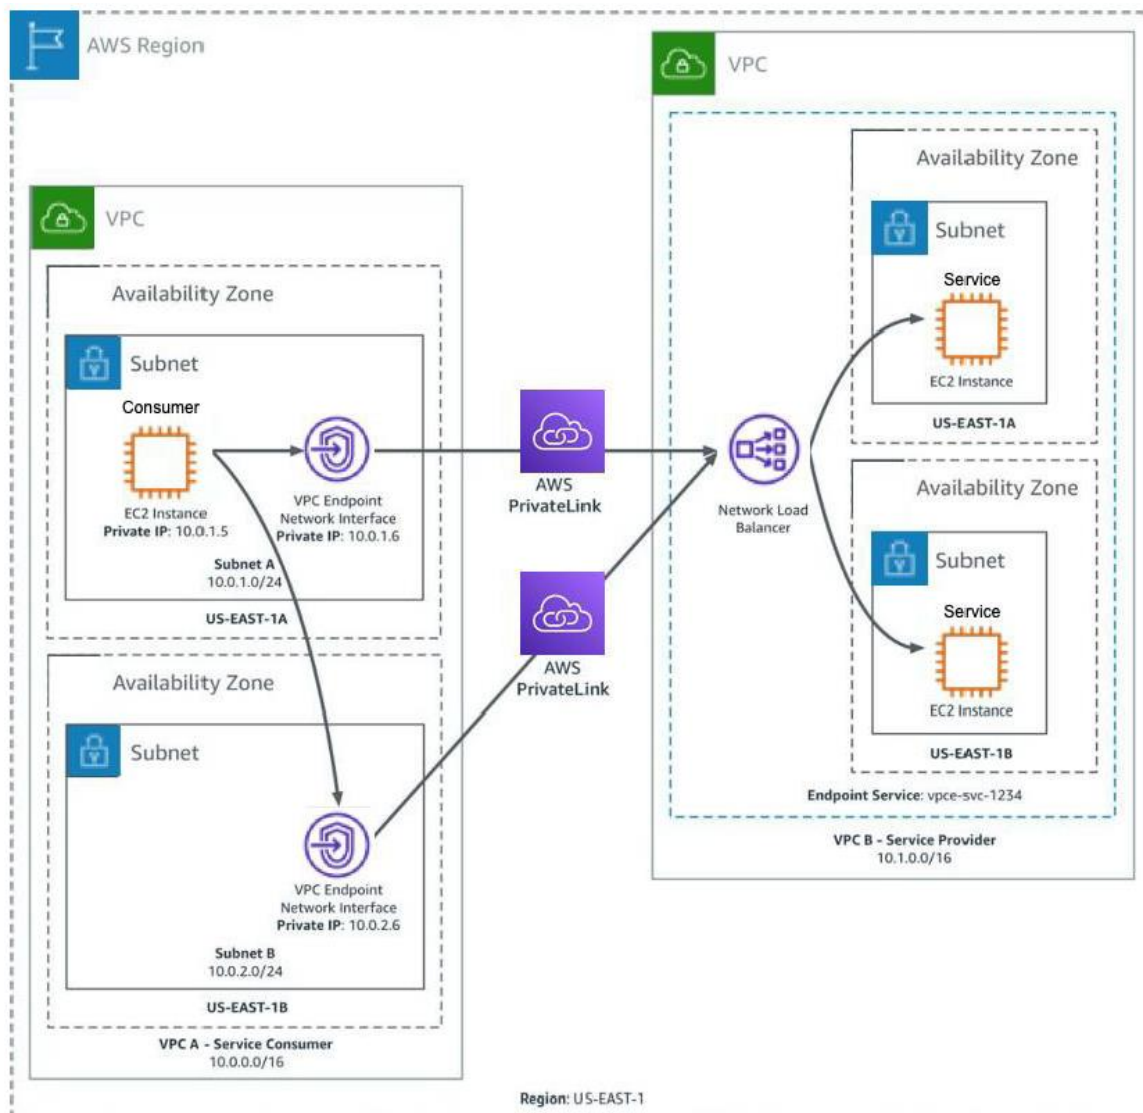 AWS Region
VPC
Availability Zone
Subnet
Consumer
EC2 Instance
Private IP: 10.0.1.5
VPC Endpoint
Network Interface
Private IP: 10.0.1.6
Subnet A
10.0.1.0/24
US-EAST-1A
Availability Zone
Subnet
VPC Endpoint
Network Interface
Private IP: 10.0.2.6
Subnet B
10.0.2.0/24
US-EAST-1B
VPC A - Service Consumer
10.0.0.0/16
AWS
PrivateLink
AWS
PrivateLink
VPC
Availability Zone
Subnet
Service
EC2 Instance
US-EAST-1A
Network Load
Balancer
Availability Zone
Subnet
Service
EC2 Instance
US-EAST-1B
Endpoint Service: vpce-svc-1234
VPC B - Service Provider
10.1.0.0/16
Region: US-EAST-1